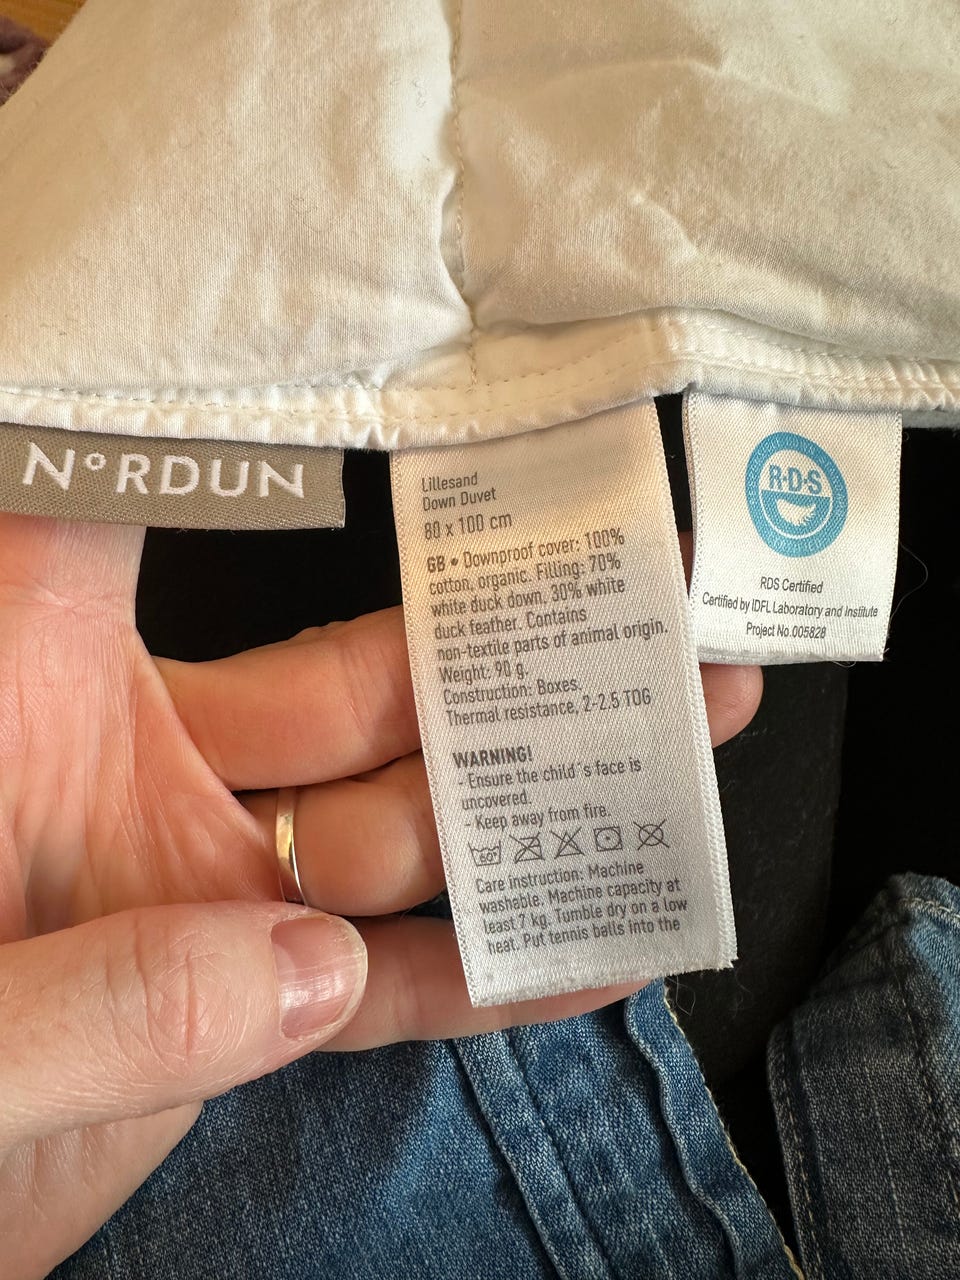 N°RDUN
Lillesand
Down Duvet
80 x 100 cm
GB • Downproof cover: 100%
cotton, organic. Filling: 70%
white duck down, 30% white
duck feather. Contains
non-textile parts of animal origin.
Weight: 90 g.
Construction: Boxes.
Thermal resistance, 2-2.5 TOG
WARNING!
- Ensure the child´s face is
uncovered.
- Keep away from fire.
60°
Care instruction: Machine
washable. Machine capacity at
least 7 kg. Tumble dry on a low
heat. Put tennis balls into the
R·D·S
RDS Certified
Certified by IDFL Laboratory and Institute
Project No.005828